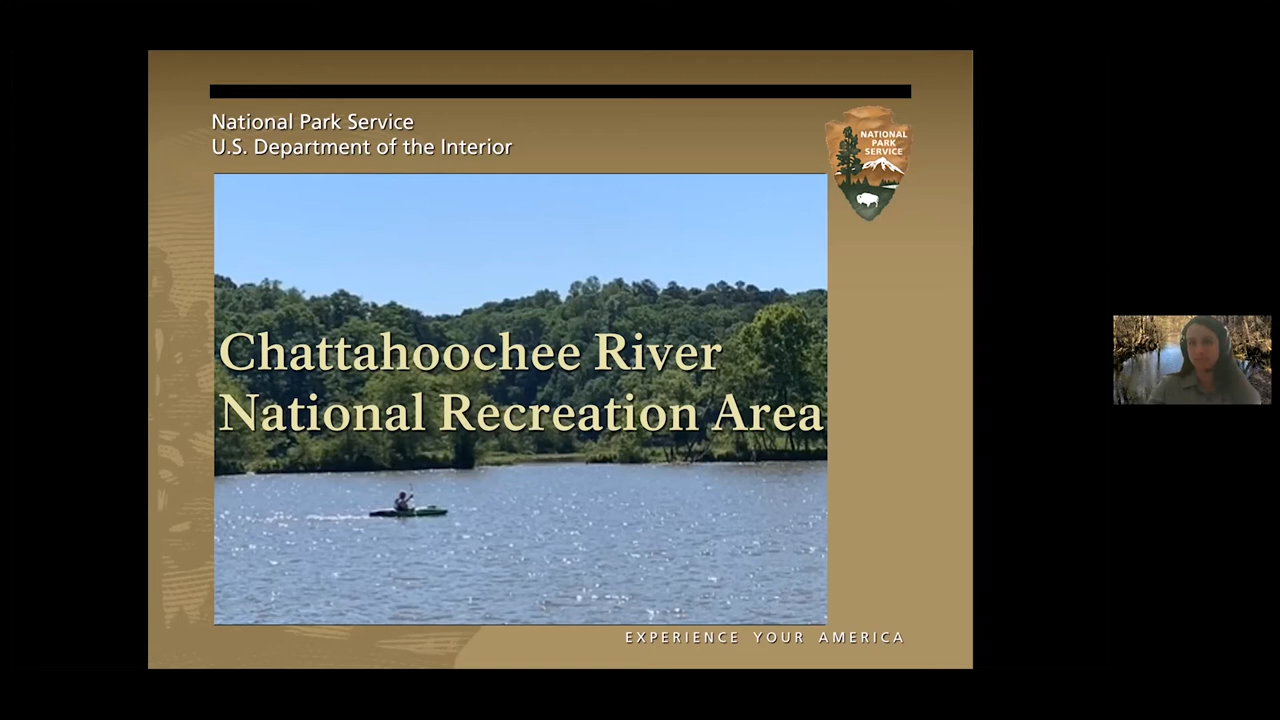 National Park Service
U.S. Department of the Interior
NATIONAL
PARK
SERVICE
Chattahoochee River
National Recreation Area
EXPERIENCE YOUR AMERICA